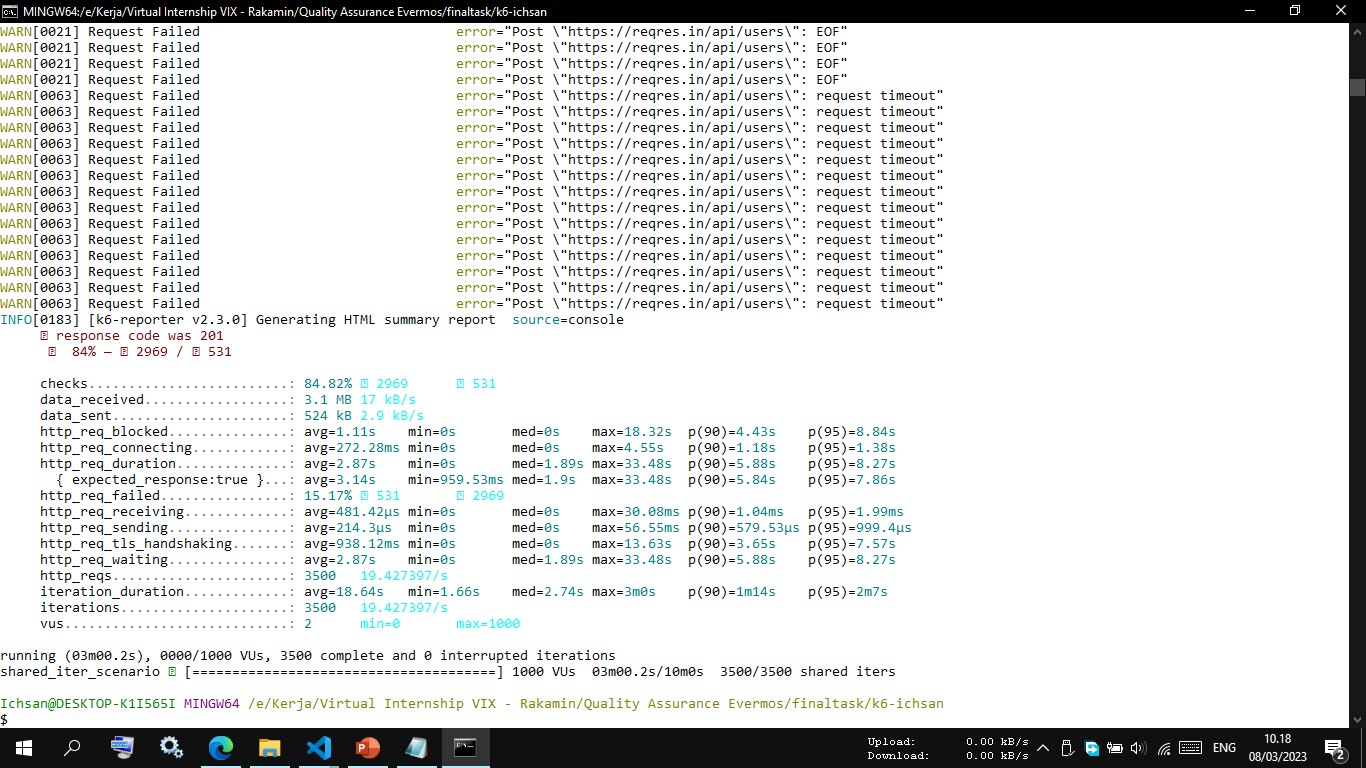 MINGW64:/e/Kerja/Virtual Internship VIX - Rakamin/Quality Assurance Evermos/finaltask/k6-ichsan
WARN[0021] Request Failed error="Post \"https://reqres.in/api/users\": EOF"
WARN[0021] Request Failed error="Post \"https://reqres.in/api/users\": EOF"
WARN[0021] Request Failed error="Post \"https://reqres.in/api/users\": EOF"
WARN[0021] Request Failed error="Post \"https://reqres.in/api/users\": EOF"
WARN[0063] Request Failed error="Post \"https://reqres.in/api/users\": request timeout"
WARN[0063] Request Failed error="Post \"https://reqres.in/api/users\": request timeout"
WARN[0063] Request Failed error="Post \"https://reqres.in/api/users\": request timeout"
WARN[0063] Request Failed error="Post \"https://reqres.in/api/users\": request timeout"
WARN[0063] Request Failed error="Post \"https://reqres.in/api/users\": request timeout"
WARN[0063] Request Failed error="Post \"https://reqres.in/api/users\": request timeout"
WARN[0063] Request Failed error="Post \"https://reqres.in/api/users\": request timeout"
WARN[0063] Request Failed error="Post \"https://reqres.in/api/users\": request timeout"
WARN[0063] Request Failed error="Post \"https://reqres.in/api/users\": request timeout"
WARN[0063] Request Failed error="Post \"https://reqres.in/api/users\": request timeout"
WARN[0063] Request Failed error="Post \"https://reqres.in/api/users\": request timeout"
WARN[0063] Request Failed error="Post \"https://reqres.in/api/users\": request timeout"
WARN[0063] Request Failed error="Post \"https://reqres.in/api/users\": request timeout"
WARN[0063] Request Failed error="Post \"https://reqres.in/api/users\": request timeout"
INFO[0183] [k6-reporter v2.3.0] Generating HTML summary report source=console
response code was 201
84% — 2969 / 531
checks.........................: 84.82% 2969 531
data_received..................: 3.1 MB 17 kB/s
data_sent......................: 524 kB 2.9 kB/s
http_req_blocked...............: avg=1.11s min=0s med=0s max=18.32s p(90)=4.43s p(95)=8.84s
http_req_connecting............: avg=272.28ms min=0s med=0s max=4.55s p(90)=1.18s p(95)=1.38s
http_req_duration..............: avg=2.87s min=0s med=1.89s max=33.48s p(90)=5.88s p(95)=8.27s
{ expected_response:true }...: avg=3.14s min=959.53ms med=1.9s max=33.48s p(90)=5.84s p(95)=7.86s
http_req_failed................: 15.17% 531 2969
http_req_receiving.............: avg=481.42µs min=0s med=0s max=30.08ms p(90)=1.04ms p(95)=1.99ms
http_req_sending...............: avg=214.3µs min=0s med=0s max=56.55ms p(90)=579.53µs p(95)=999.4µs
http_req_tls_handshaking.......: avg=938.12ms min=0s med=0s max=13.63s p(90)=3.65s p(95)=7.57s
http_req_waiting...............: avg=2.87s min=0s med=1.89s max=33.48s p(90)=5.88s p(95)=8.27s
http_reqs......................: 3500 19.427397/s
iteration_duration.............: avg=18.64s min=1.66s med=2.74s max=3m0s p(90)=1m14s p(95)=2m7s
iterations.....................: 3500 19.427397/s
vus............................: 2 min=0 max=1000
running (03m00.2s), 0000/1000 VUs, 3500 complete and 0 interrupted iterations
shared_iter_scenario [======================================] 1000 VUs 03m00.2s/10m0s 3500/3500 shared iters
Ichsan@DESKTOP-K1I565I MINGW64 /e/Kerja/Virtual Internship VIX - Rakamin/Quality Assurance Evermos/finaltask/k6-ichsan
$
Upload: 0.00 kB/s
Download: 0.00 kB/s
ENG
10.18
08/03/2023
2